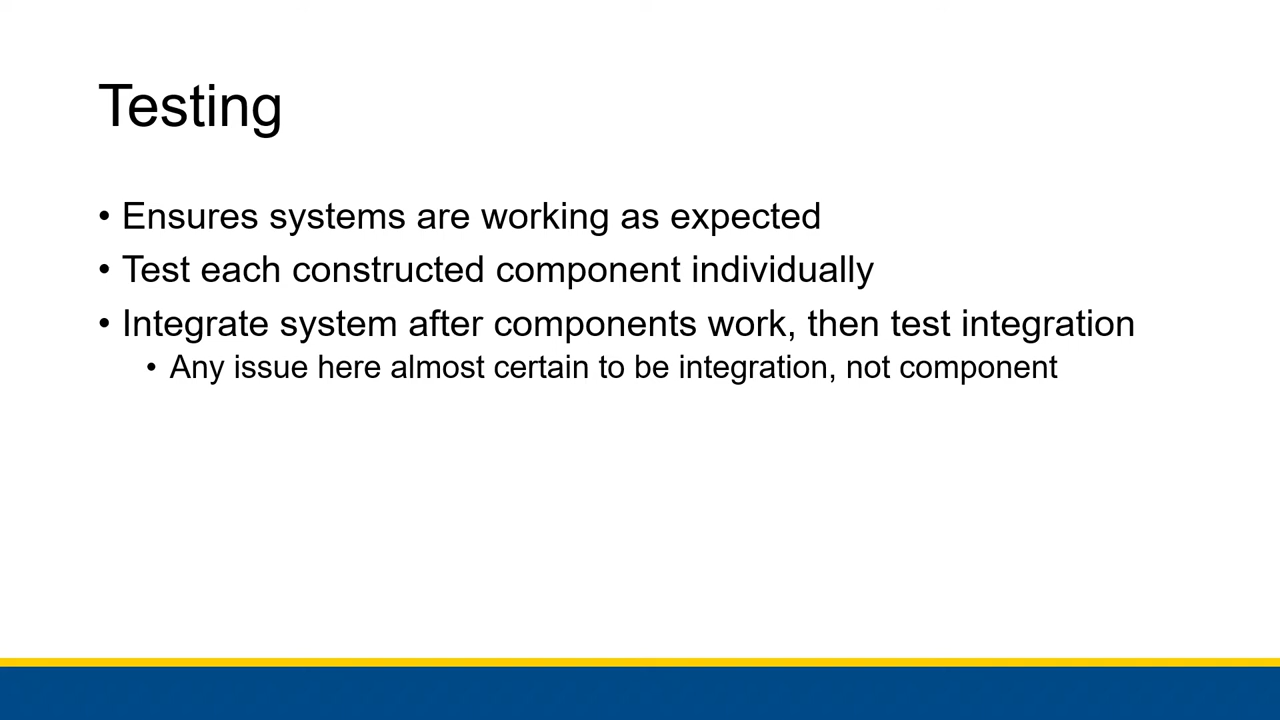 Testing
• Ensures systems are working as expected
• Test each constructed component individually
• Integrate system after components work, then test integration
• Any issue here almost certain to be integration, not component